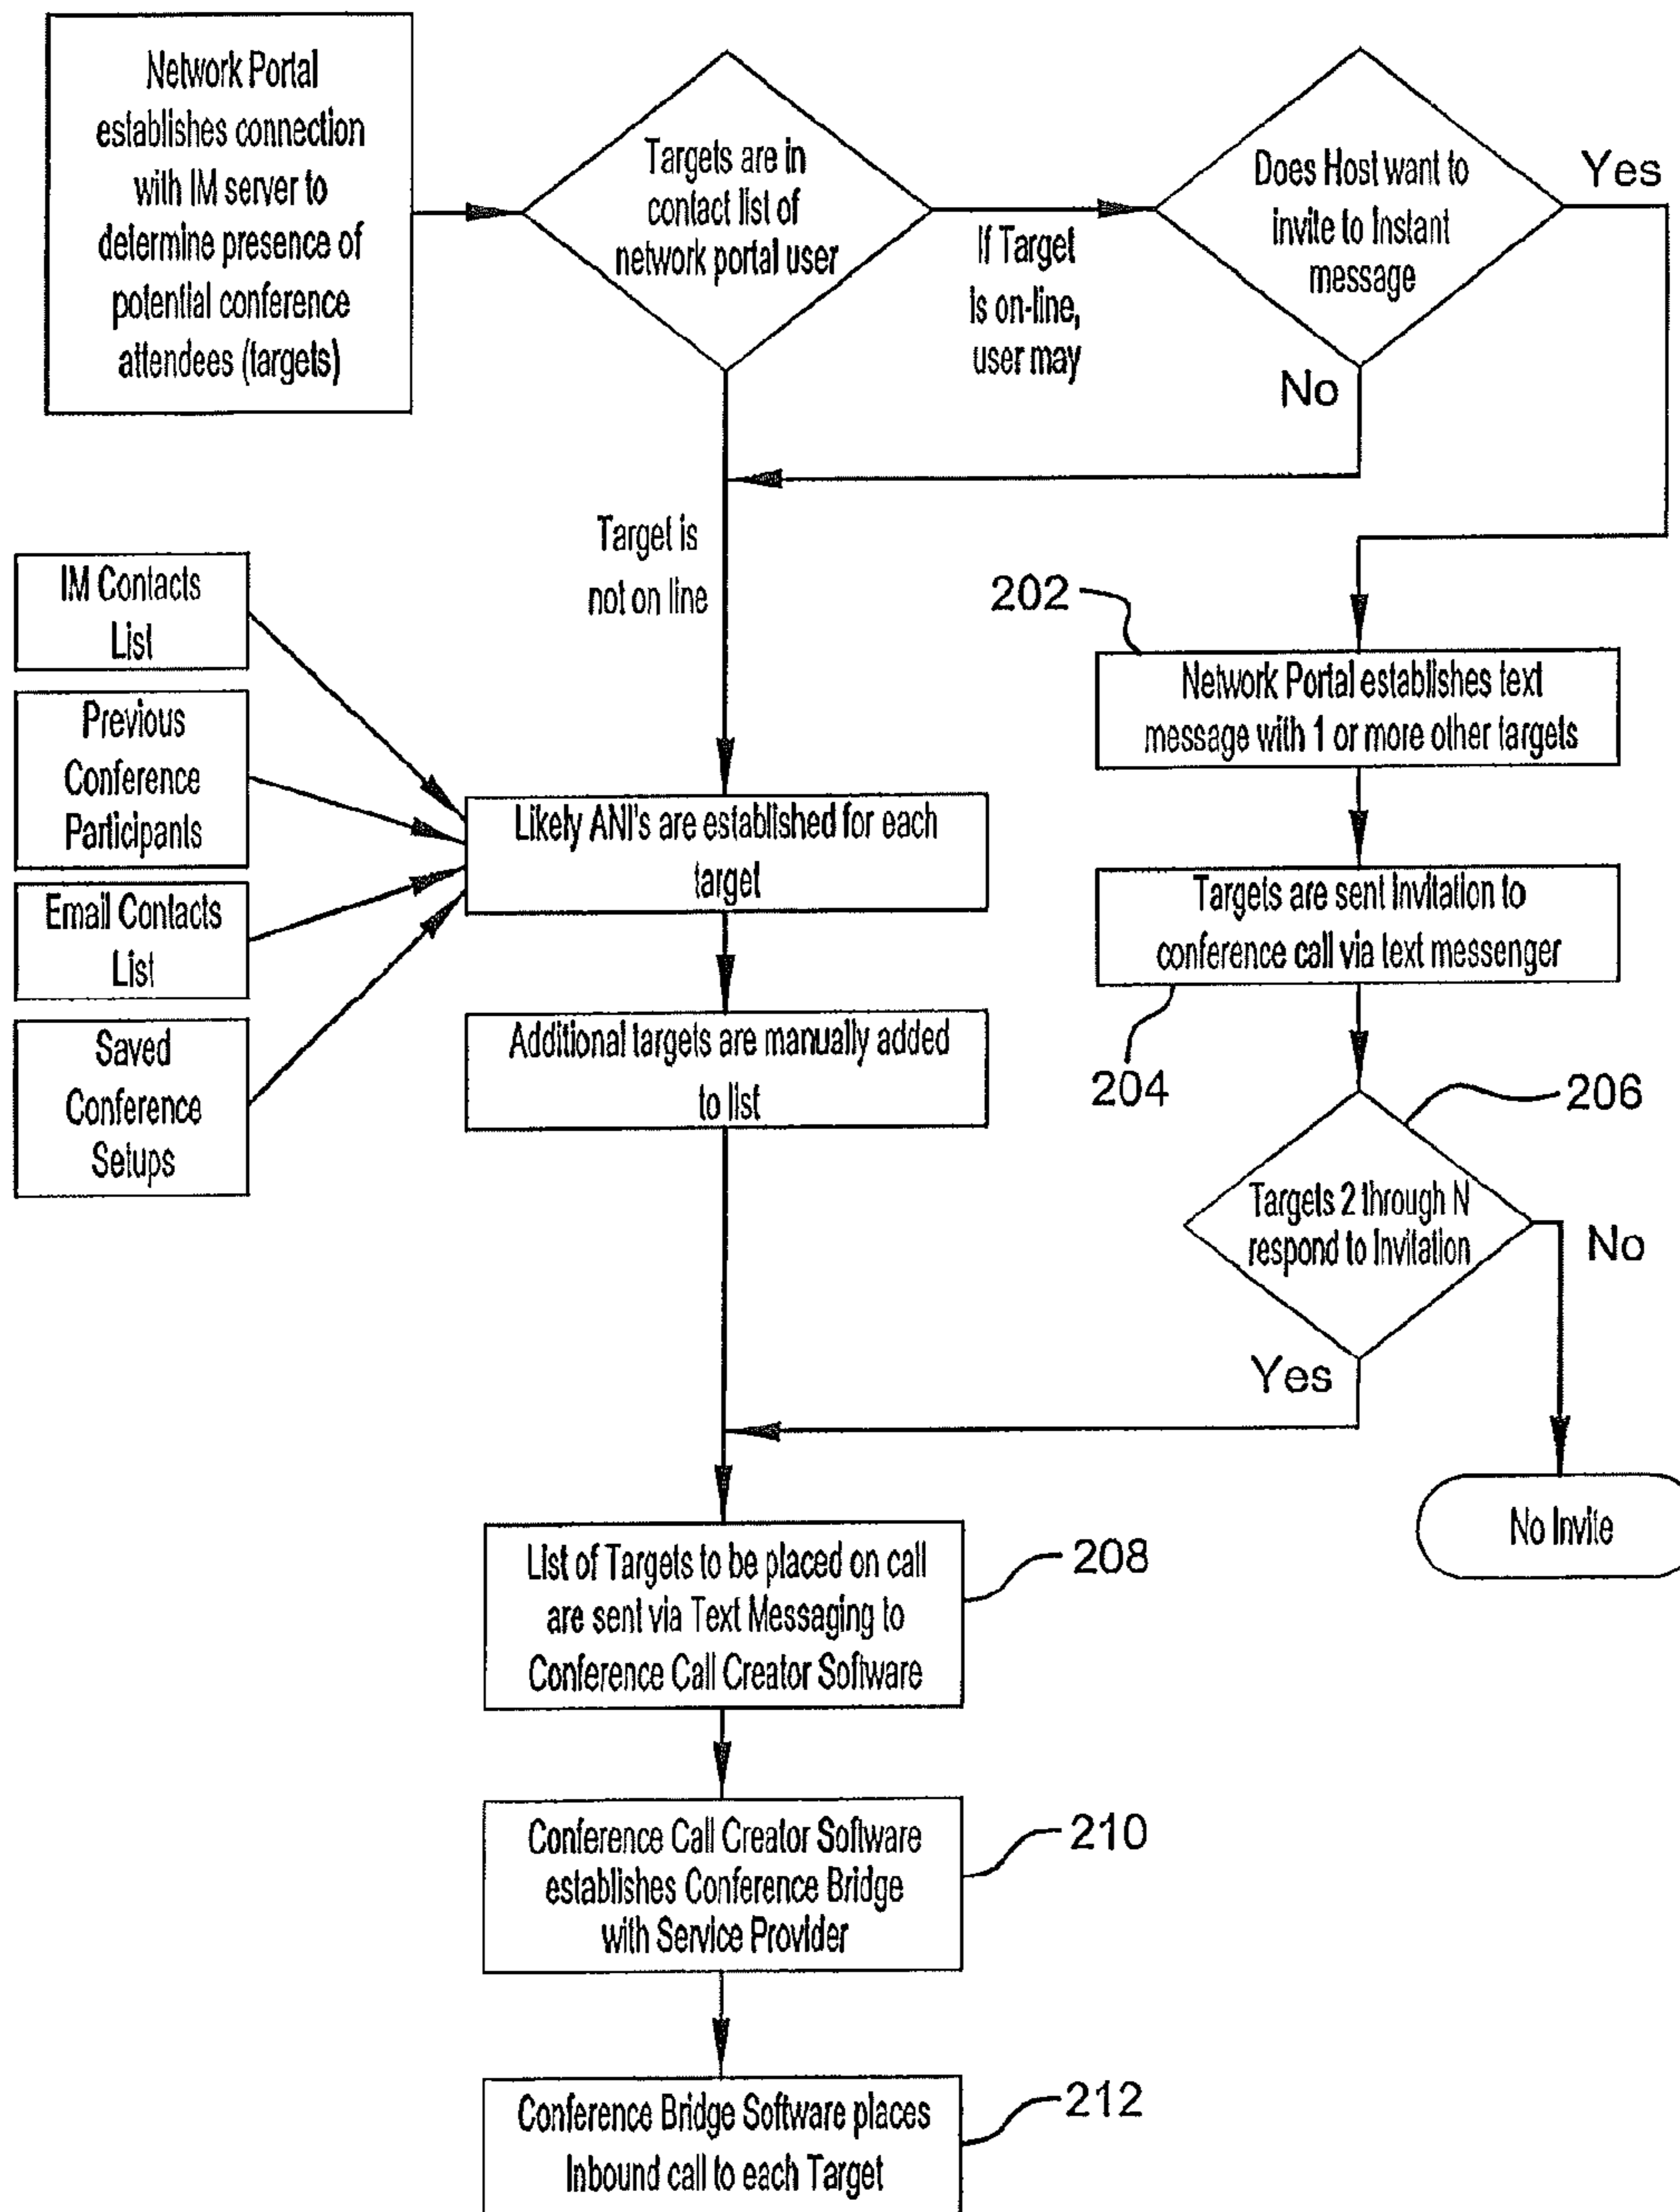 Network Portal
establishes connection
with IM server to
determine presence of
potential conference
attendees (targets)
Targets are in
contact list of
network portal user
If Target
is on-line,
user may
Does Host want to
invite to Instant
message
Yes
No
Target is
not on line
IM Contacts
List
Previous
Conference
Participants
Email Contacts
List
Saved
Conference
Setups
Likely ANI's are established for each
target
Additional targets are manually added
to list
202
Network Portal establishes text
message with 1 or more other targets
Targets are sent Invitation to
conference call via text messenger
204
206
Targets 2 through N
respond to Invitation
No
Yes
No Invite
List of Targets to be placed on call
are sent via Text Messaging to
Conference Call Creator Software
208
Conference Call Creator Software
establishes Conference Bridge
with Service Provider
210
Conference Bridge Software places
Inbound call to each Target
212